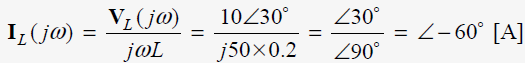 I_L(jω) = V_L(jω) / jωL = 10∠30° / j50×0.2 = ∠30° / ∠90° = ∠−60° [A]